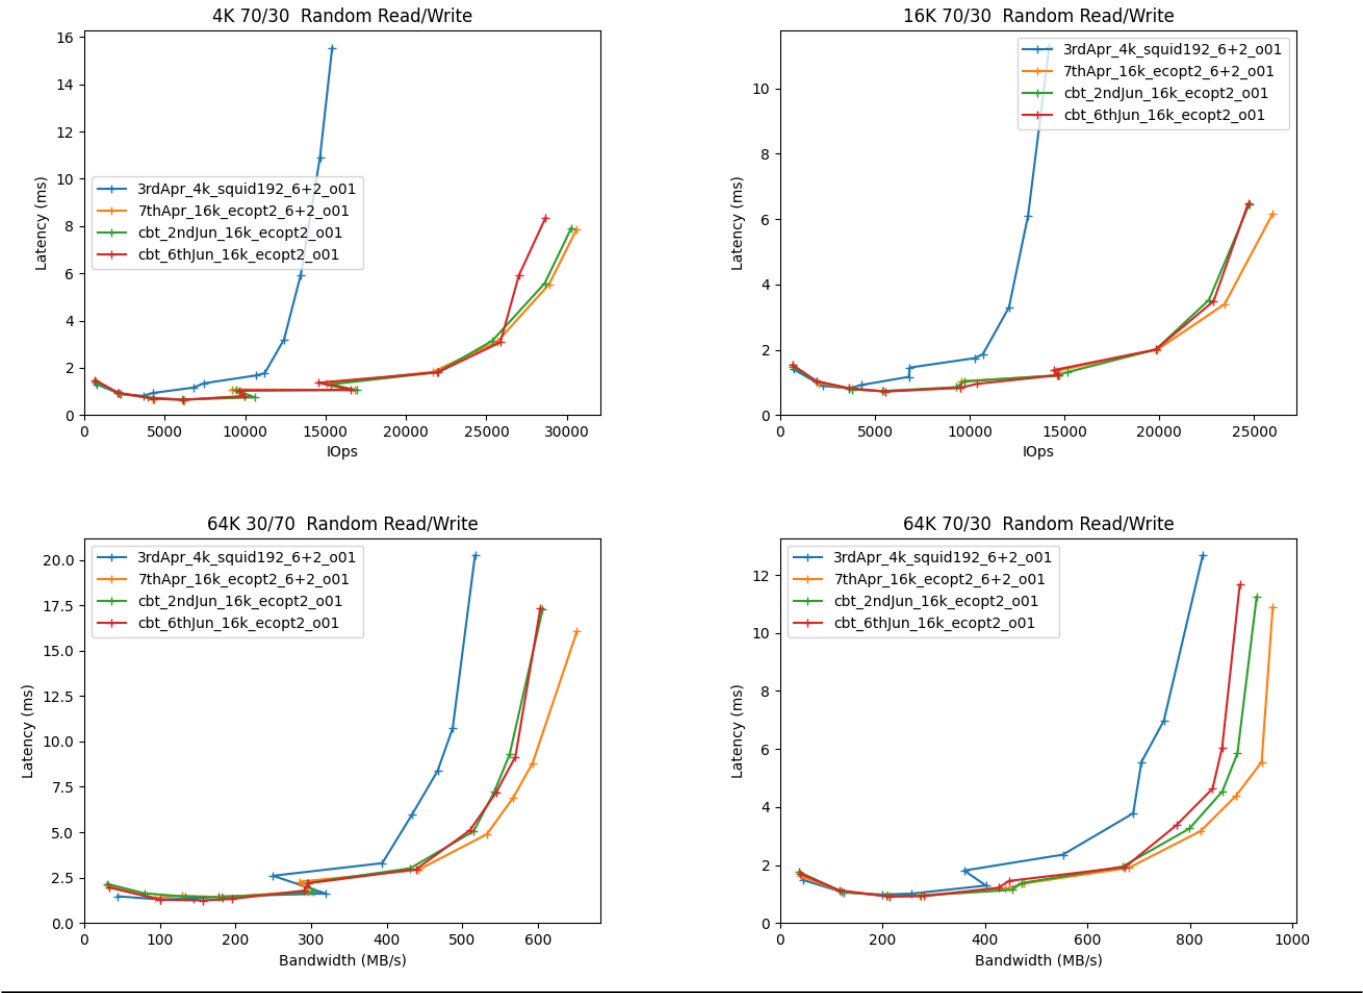 4K 70/30 Random Read/Write
16
14
12
10
8
6
4
2
0
Latency (ms)
3rdApr_4k_squid192_6+2_o01
7thApr_16k_ecopt2_6+2_o01
cbt_2ndJun_16k_ecopt2_o01
cbt_6thJun_16k_ecopt2_o01
0 5000 10000 15000 20000 25000 30000
IOps
16K 70/30 Random Read/Write
10
8
6
4
2
0
Latency (ms)
3rdApr_4k_squid192_6+2_o01
7thApr_16k_ecopt2_6+2_o01
cbt_2ndJun_16k_ecopt2_o01
cbt_6thJun_16k_ecopt2_o01
0 5000 10000 15000 20000 25000
IOps
64K 30/70 Random Read/Write
20.0
17.5
15.0
12.5
10.0
7.5
5.0
2.5
0.0
Latency (ms)
3rdApr_4k_squid192_6+2_o01
7thApr_16k_ecopt2_6+2_o01
cbt_2ndJun_16k_ecopt2_o01
cbt_6thJun_16k_ecopt2_o01
0 100 200 300 400 500 600
Bandwidth (MB/s)
64K 70/30 Random Read/Write
12
10
8
6
4
2
0
Latency (ms)
3rdApr_4k_squid192_6+2_o01
7thApr_16k_ecopt2_6+2_o01
cbt_2ndJun_16k_ecopt2_o01
cbt_6thJun_16k_ecopt2_o01
0 200 400 600 800 1000
Bandwidth (MB/s)